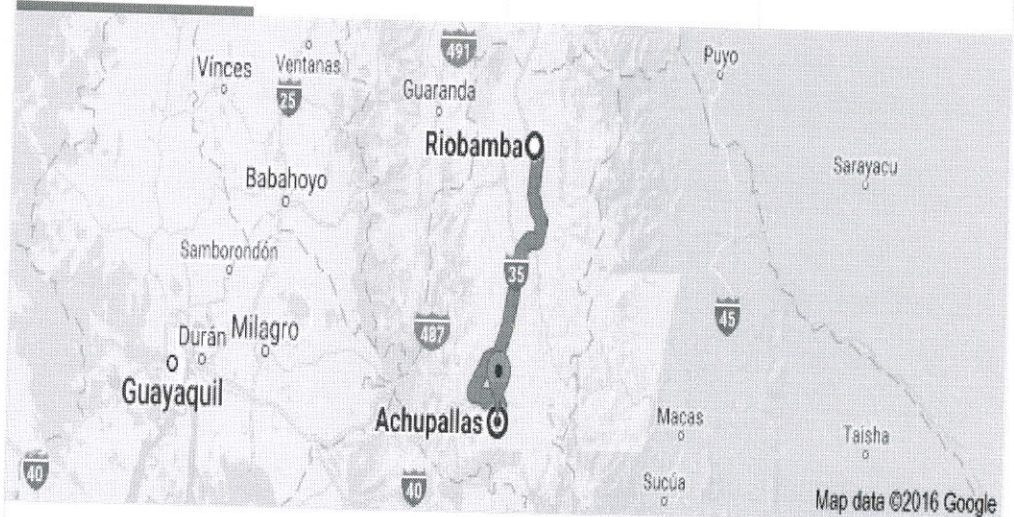 491
Puyo
Vinces
Ventanas
25
Guaranda
Riobamba
Sarayacu
Babahoyo
Samborondón
35
45
487
Durán
Milagro
Guayaquil
Achupallas
Macas
Taisha
40
40
Sucúa
Map data ©2016 Google